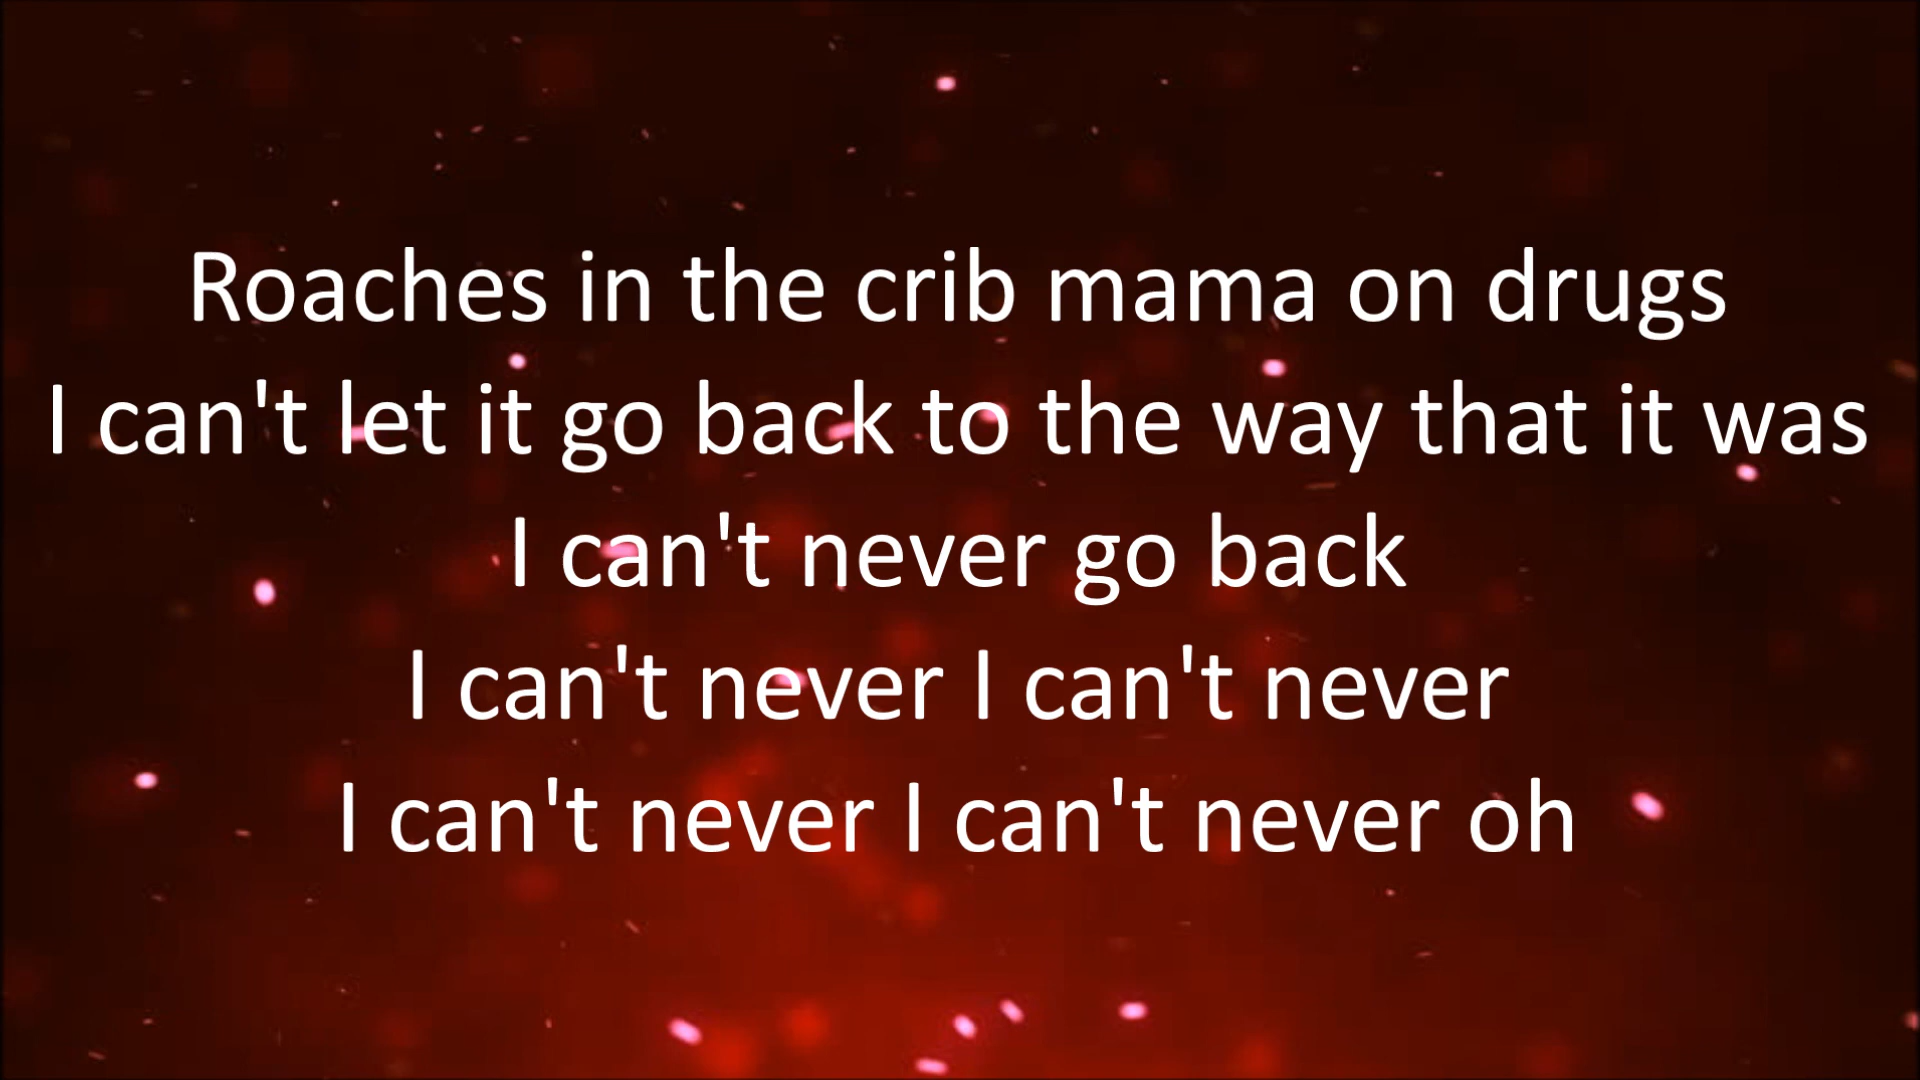 Roaches in the crib mama on drugs
I can't let it go back to the way that it was
I can't never go back
I can't never I can't never
I can't never I can't never oh